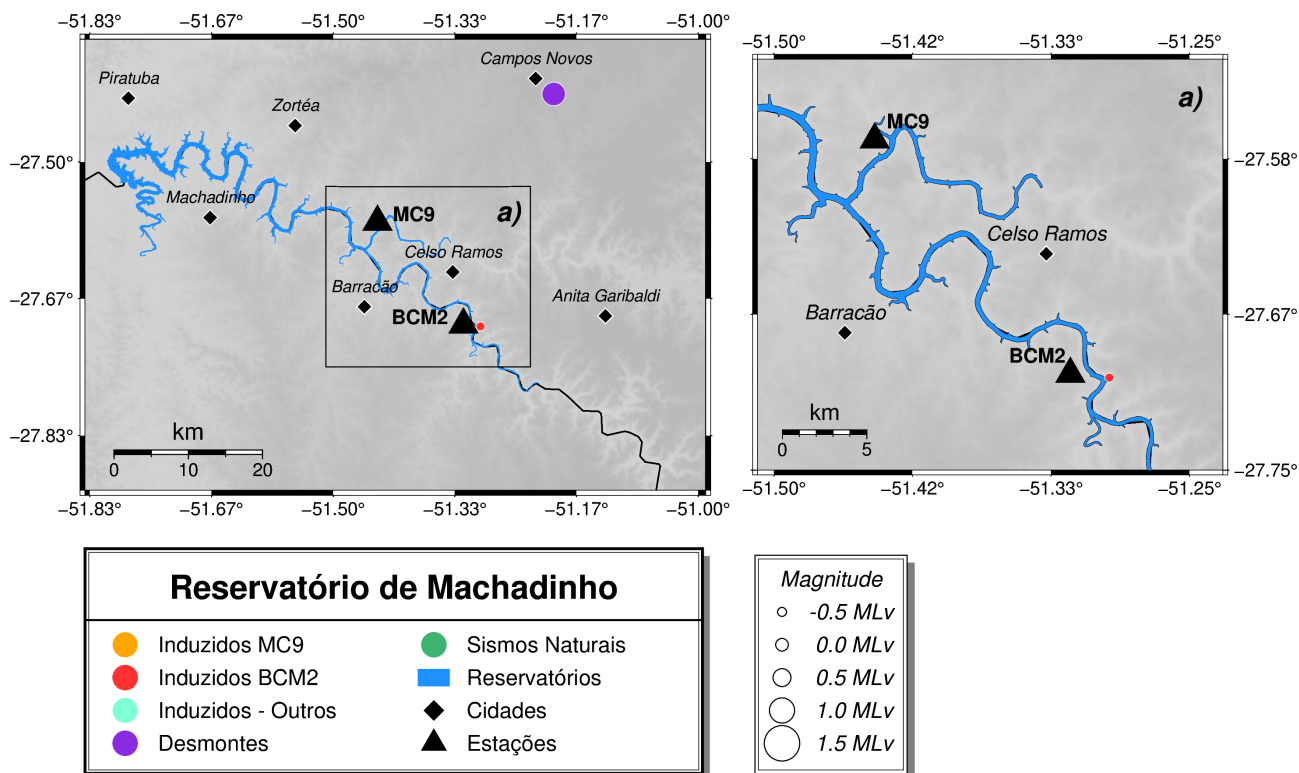 −51.83° −51.67° −51.50° −51.33° −51.17° −51.00°
−27.50°
−27.67°
−27.83°
Piratuba
Zortéa
Campos Novos
Machadinho
a)
MC9
Celso Ramos
Barracão
BCM2
Anita Garibaldi
km
0 10 20
−51.83° −51.67° −51.50° −51.33° −51.17° −51.00°
−51.50° −51.42° −51.33° −51.25°
a)
MC9
−27.58°
Celso Ramos
Barracão
−27.67°
BCM2
km
0 5
−27.75°
−51.50° −51.42° −51.33° −51.25°
Reservatório de Machadinho
Induzidos MC9
Induzidos BCM2
Induzidos - Outros
Desmontes
Sismos Naturais
Reservatórios
Cidades
Estações
Magnitude
-0.5 MLv
0.0 MLv
0.5 MLv
1.0 MLv
1.5 MLv